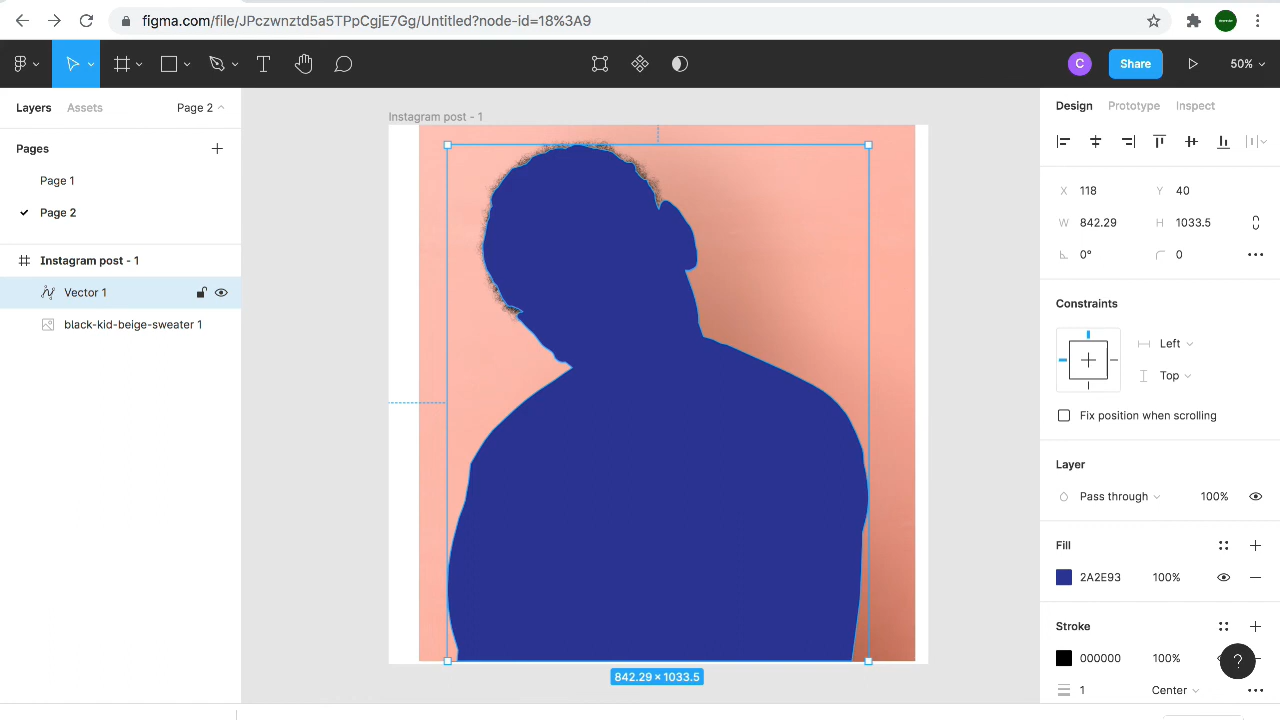 figma.com/file/JPczwnztd5a5TPpCgjE7Gg/Untitled?node-id=18%3A9
C
Share
50%
Layers
Assets
Page 2
Pages
Page 1
Page 2
Instagram post - 1
Vector 1
black-kid-beige-sweater 1
Instagram post - 1
842.29 × 1033.5
Design
Prototype
Inspect
X 118
Y 40
W 842.29
H 1033.5
0°
0
Constraints
Left
Top
Fix position when scrolling
Layer
Pass through
100%
Fill
2A2E93
100%
Stroke
000000
100%
?
1
Center